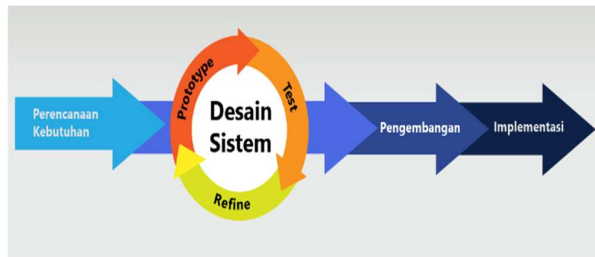 Perencanaan
Kebutuhan
Prototype
Test
Refine
Desain
Sistem
Pengembangan
Implementasi